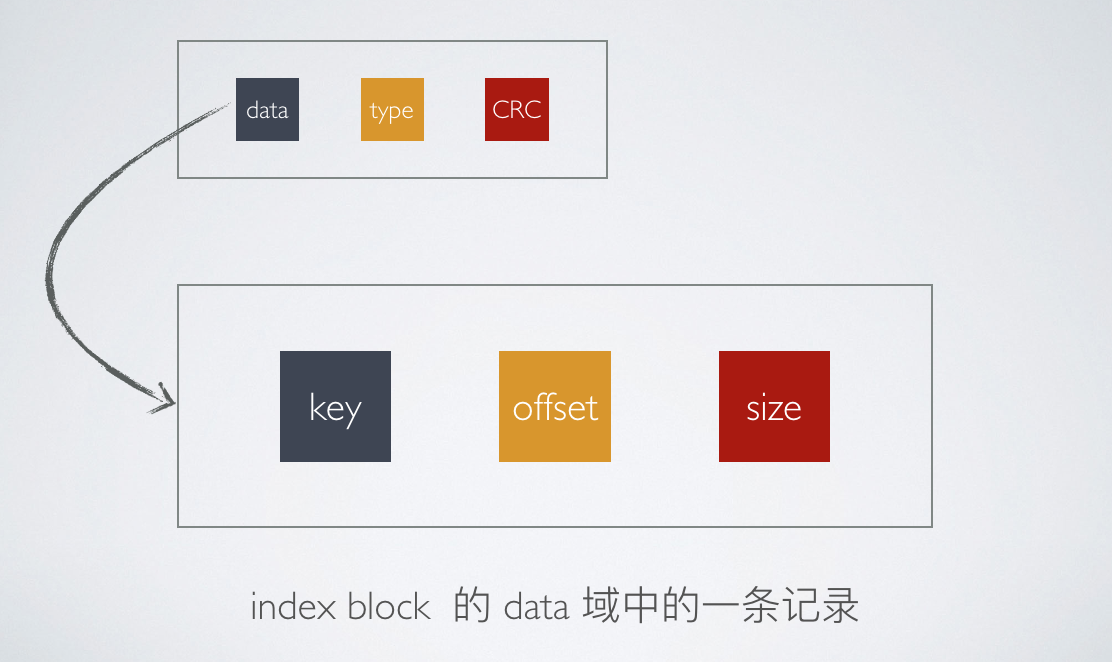 data type CRC
key offset size
index block 的 data 域中的一条记录